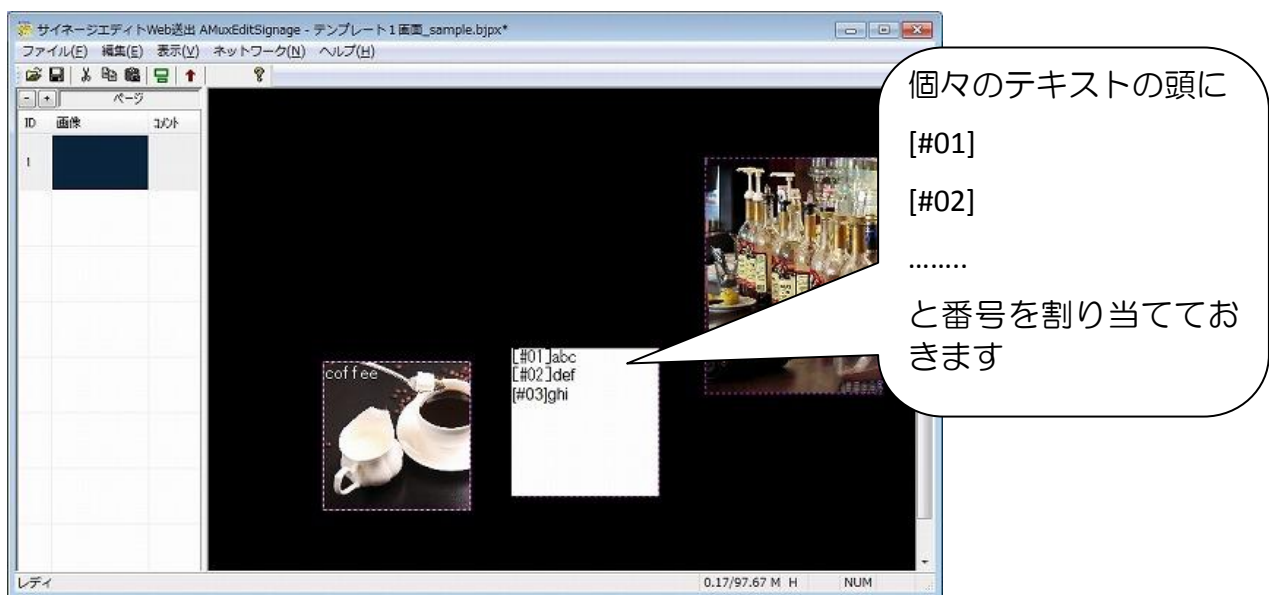 サイネージエディトWeb送出 AMuxEditSignage - テンプレート1画面_sample.bjpx*
ファイル(F) 編集(E) 表示(V) ネットワーク(N) ヘルプ(H)
- + ページ
ID 画像 コメント
1
coffee
[#01]abc
[#02]def
[#03]ghi
個々のテキストの頭に
[#01]
[#02]
……..
と番号を割り当ててお
きます
レディ 0.17/97.67 M H NUM